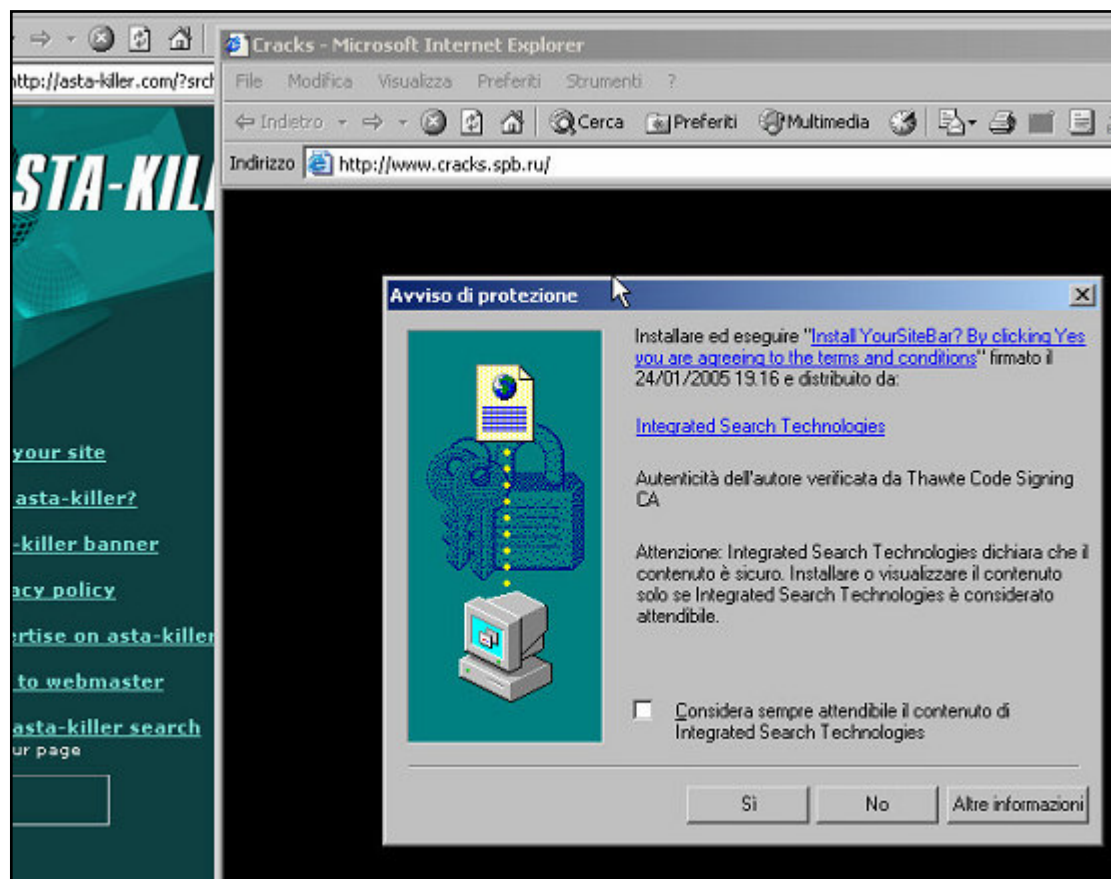 http://asta-killer.com/?srch
STA-KILL
your site
asta-killer?
-killer banner
acy policy
ertise on asta-killer
to webmaster
asta-killer search
ur page
Cracks - Microsoft Internet Explorer
File Modifica Visualizza Preferiti Strumenti ?
Indietro Cerca Preferiti Multimedia
Indirizzo http://www.cracks.spb.ru/
Avviso di protezione
Installare ed eseguire "Install YourSiteBar? By clicking Yes
you are agreeing to the terms and conditions" firmato il
24/01/2005 19.16 e distribuito da:
Integrated Search Technologies
Autenticità dell'autore verificata da Thawte Code Signing
CA
Attenzione: Integrated Search Technologies dichiara che il
contenuto è sicuro. Installare o visualizzare il contenuto
solo se Integrated Search Technologies è considerato
attendibile.
Considera sempre attendibile il contenuto di
Integrated Search Technologies
Sì No Altre informazioni